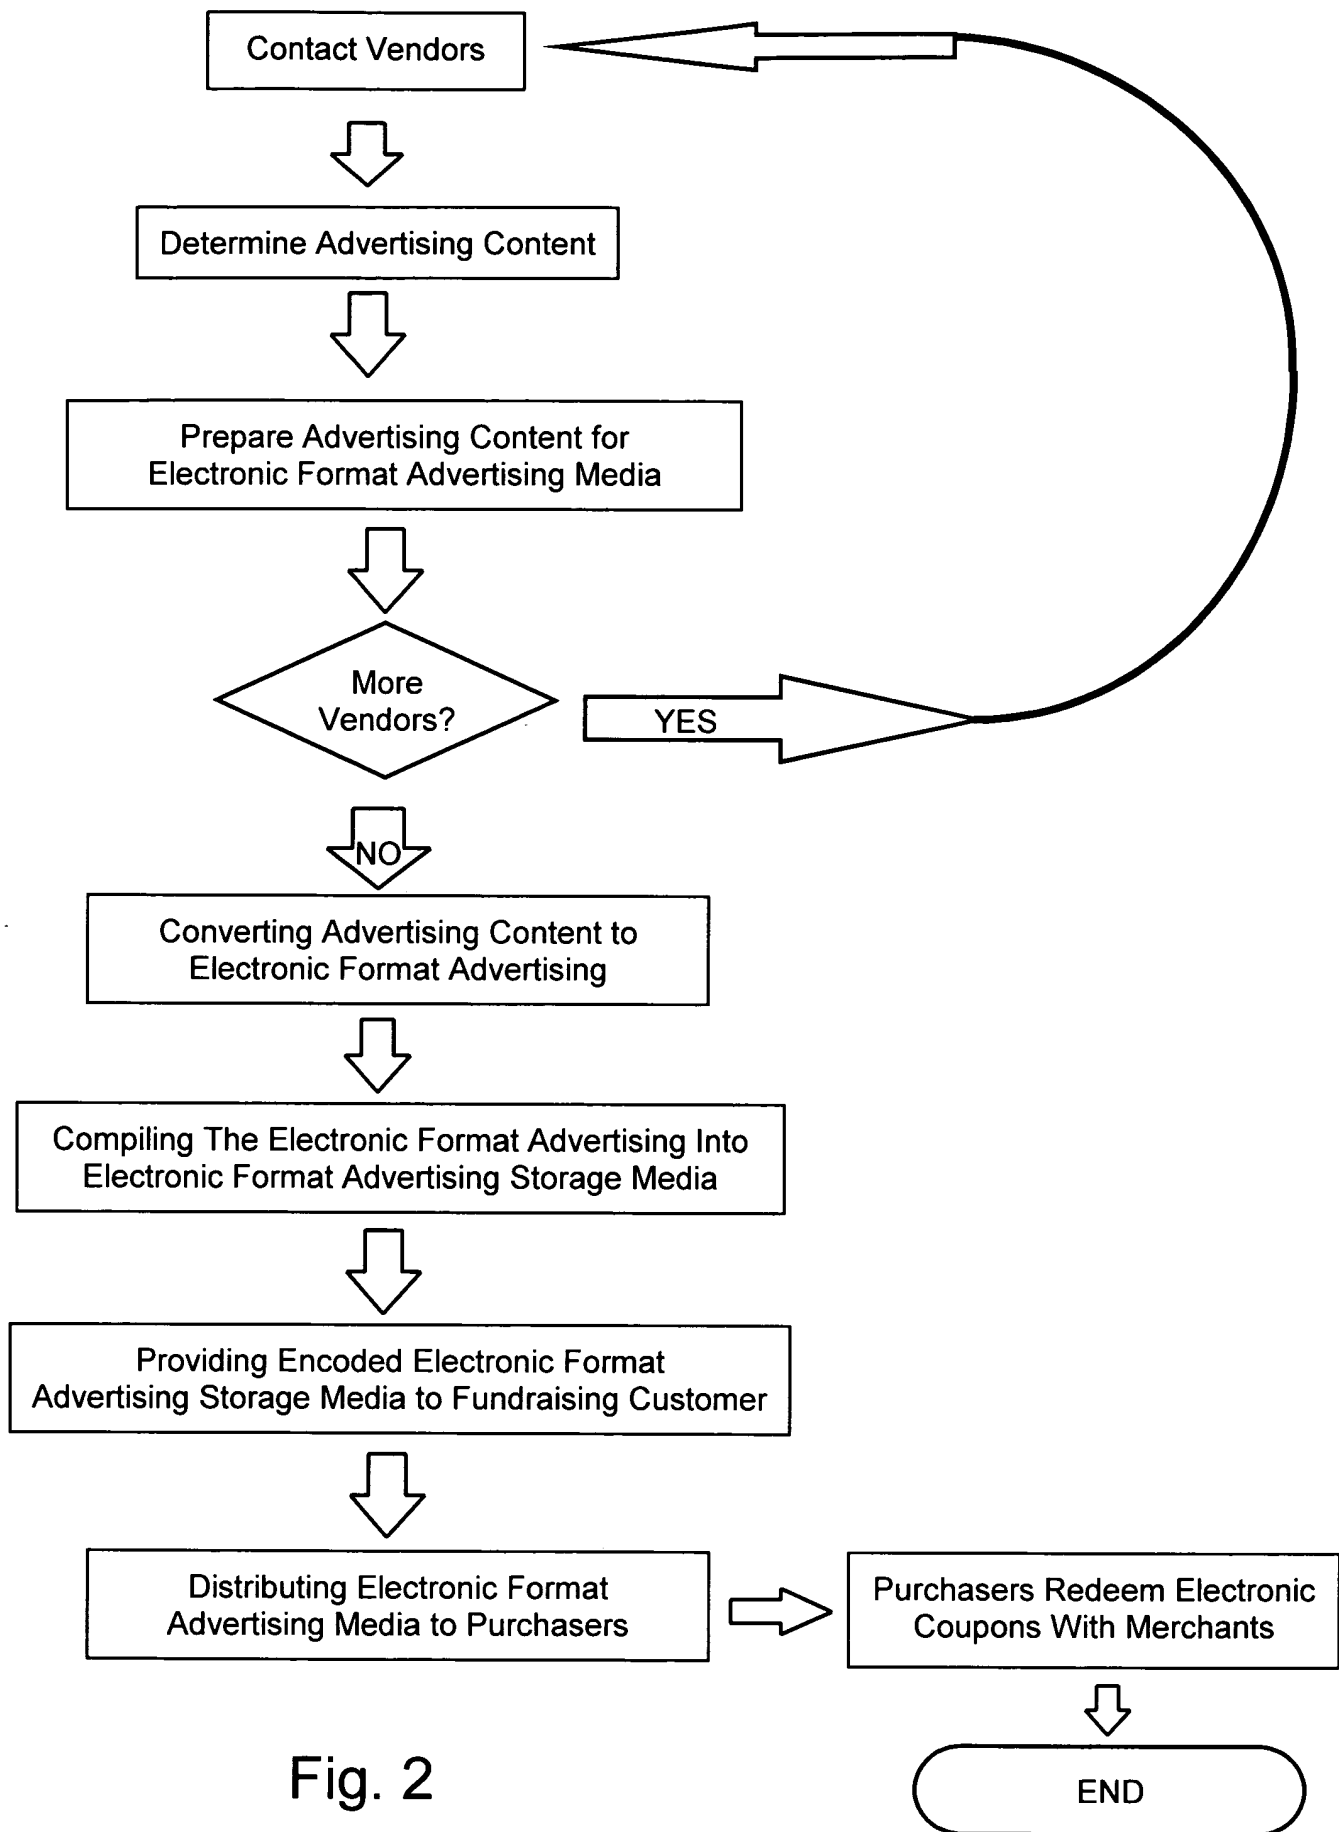 Contact Vendors
Determine Advertising Content
Prepare Advertising Content for
Electronic Format Advertising Media
More
Vendors?
YES
NO
Converting Advertising Content to
Electronic Format Advertising
Compiling The Electronic Format Advertising Into
Electronic Format Advertising Storage Media
Providing Encoded Electronic Format
Advertising Storage Media to Fundraising Customer
Distributing Electronic Format
Advertising Media to Purchasers
Purchasers Redeem Electronic
Coupons With Merchants
END
Fig. 2